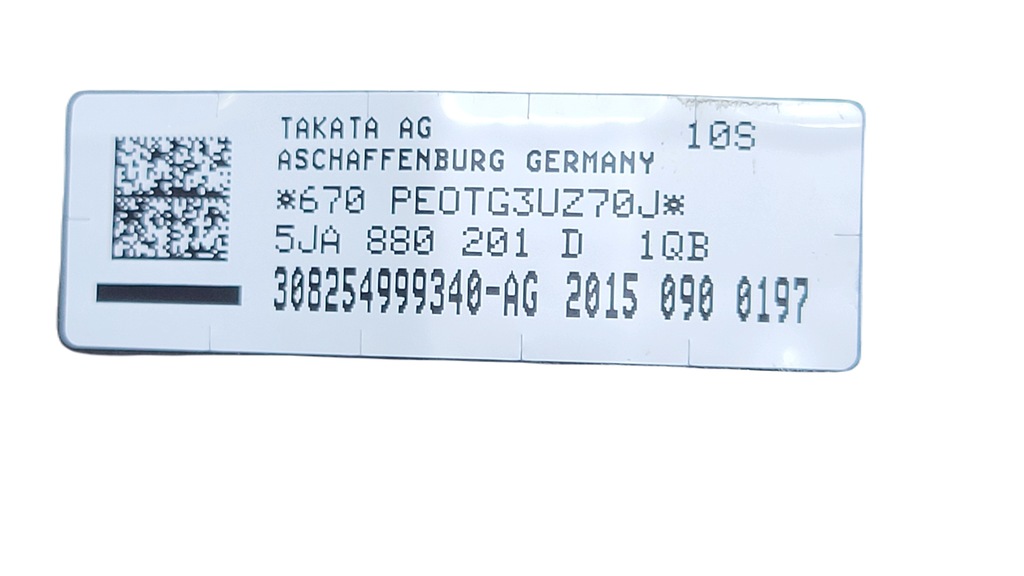 TAKATA AG
10S
ASCHAFFENBURG GERMANY
*670 PEOTG3UZ70J*
5JA 880 201 D 1QB
308254999340-AG 2015 090 0197